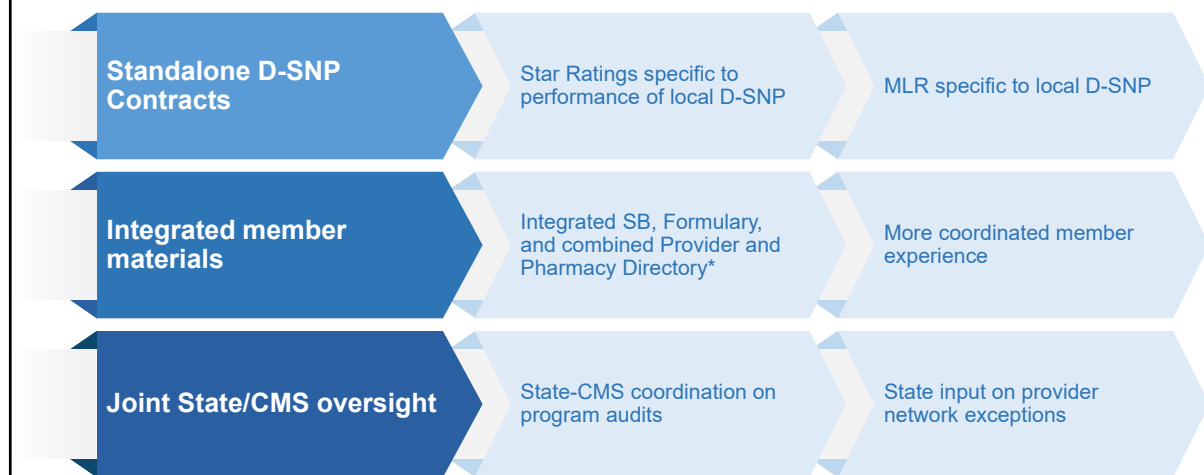 Standalone D-SNP
Contracts
Star Ratings specific to
performance of local D-SNP
MLR specific to local D-SNP
Integrated member
materials
Integrated SB, Formulary,
and combined Provider and
Pharmacy Directory*
More coordinated member
experience
Joint State/CMS oversight
State-CMS coordination on
program audits
State input on provider
network exceptions